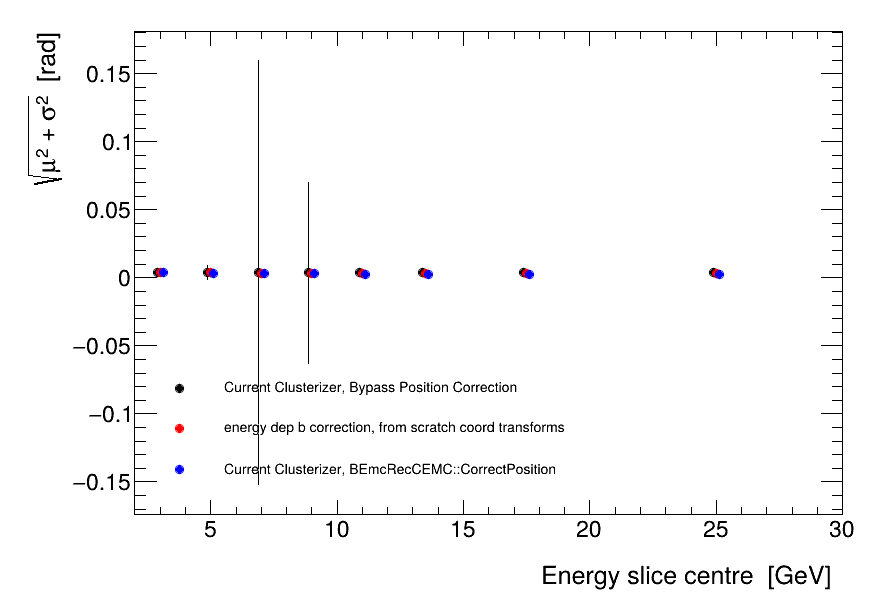 √μ² + σ² [rad]
0.15
0.1
0.05
0
−0.05
−0.1
−0.15
Current Clusterizer, Bypass Position Correction
energy dep b correction, from scratch coord transforms
Current Clusterizer, BEmcRecCEMC::CorrectPosition
5 10 15 20 25 30
Energy slice centre [GeV]